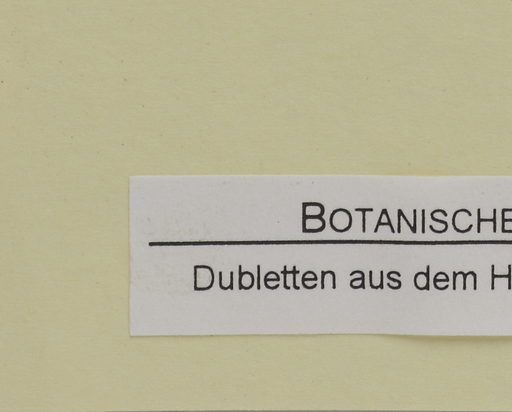 BOTANISCHE
Dubletten aus dem H